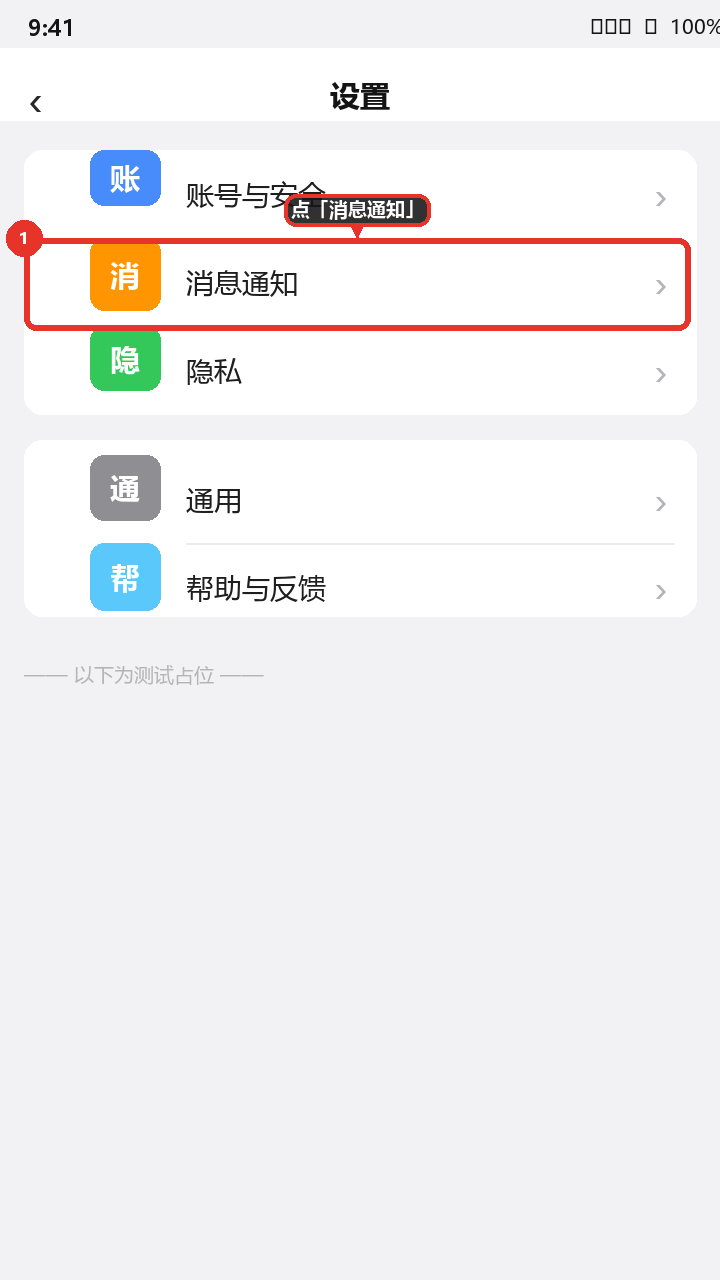 9:41 100%
‹ 设置
账 账号与安全 ›
点「消息通知」
1
消 消息通知 ›
隐 隐私 ›
通 通用 ›
帮 帮助与反馈 ›
—— 以下为测试占位 ——